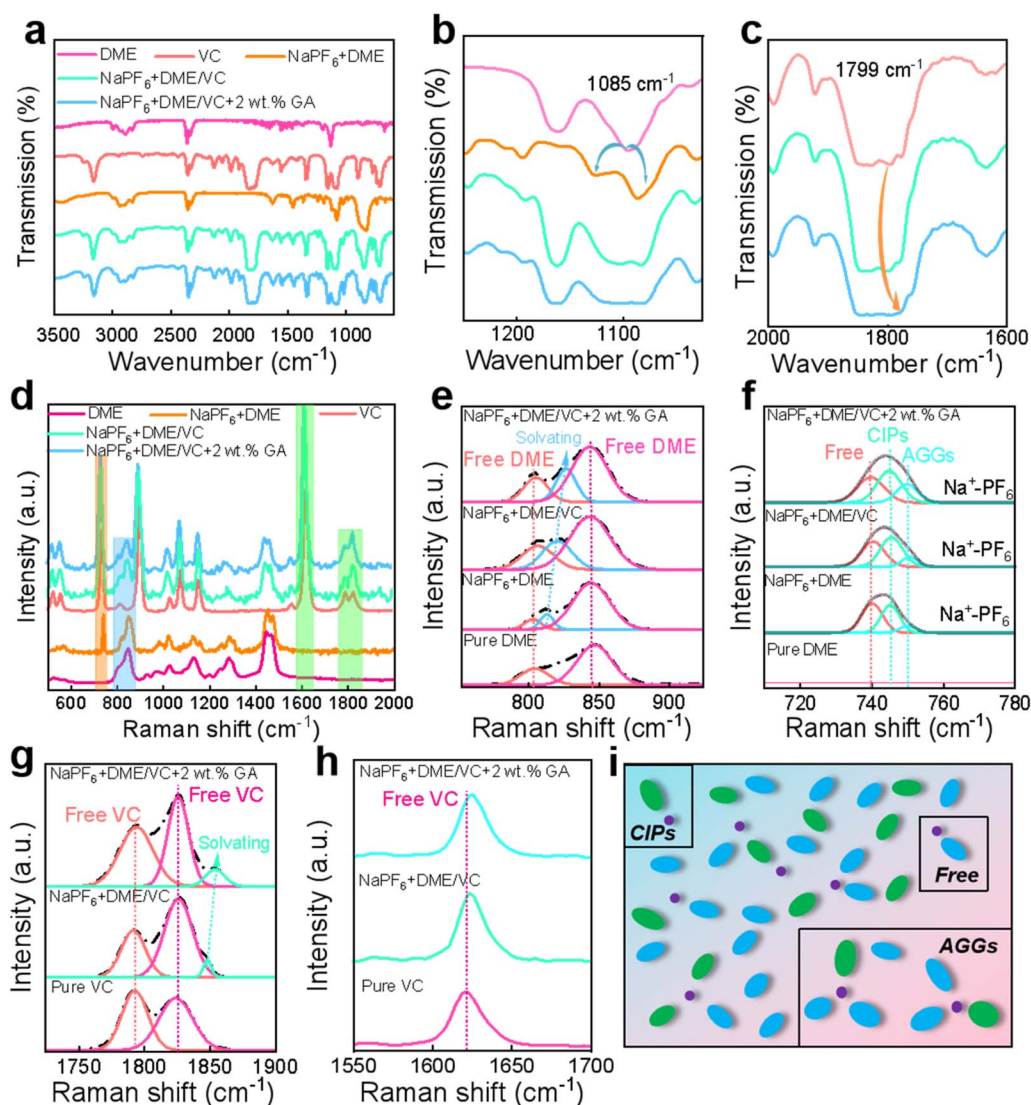 a
DME VC NaPF₆+DME
NaPF₆+DME/VC
NaPF₆+DME/VC+2 wt.% GA
Transmission (%)
3500 3000 2500 2000 1500 1000
Wavenumber (cm⁻¹)
b
1085 cm⁻¹
Transmission (%)
1200 1100
Wavenumber (cm⁻¹)
c
1799 cm⁻¹
Transmission (%)
2000 1800 1600
Wavenumber (cm⁻¹)
d
DME NaPF₆+DME VC
NaPF₆+DME/VC
NaPF₆+DME/VC+2 wt.% GA
Intensity (a.u.)
500 600 800 1000 1200 1400 1600 1800 2000
Raman shift (cm⁻¹)
e
NaPF₆+DME/VC+2 wt.% GA
Solvating
Free DME Free DME
NaPF₆+DME/VC
NaPF₆+DME
Pure DME
Intensity (a.u.)
800 850 900
Raman shift (cm⁻¹)
f
NaPF₆+DME/VC+2 wt.% GA
CIPs
Free AGGs
Na⁺-PF₆
NaPF₆+DME/VC
Na⁺-PF₆
NaPF₆+DME
Na⁺-PF₆
Pure DME
Intensity (a.u.)
720 740 760 780
Raman shift (cm⁻¹)
g
NaPF₆+DME/VC+2 wt.% GA
Free VC
Free VC
Solvating
NaPF₆+DME/VC
Pure VC
Intensity (a.u.)
1750 1800 1850 1900
Raman shift (cm⁻¹)
h
NaPF₆+DME/VC+2 wt.% GA
Free VC
NaPF₆+DME/VC
Pure VC
Intensity (a.u.)
1550 1600 1650 1700
Raman shift (cm⁻¹)
i
CIPs
Free
AGGs